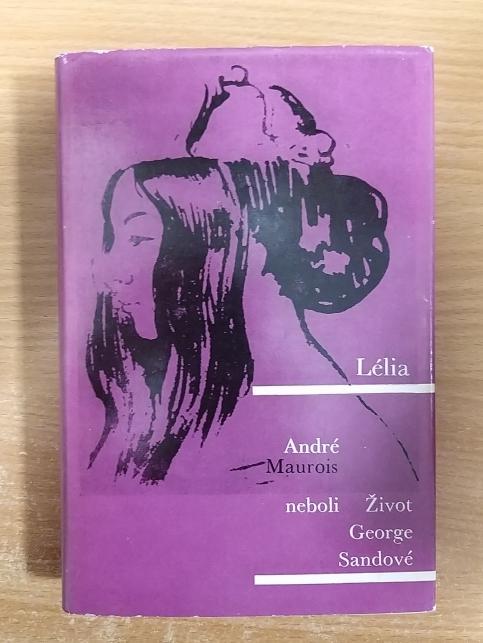 Lélia
André
Maurois
neboli Život
George
Sandové